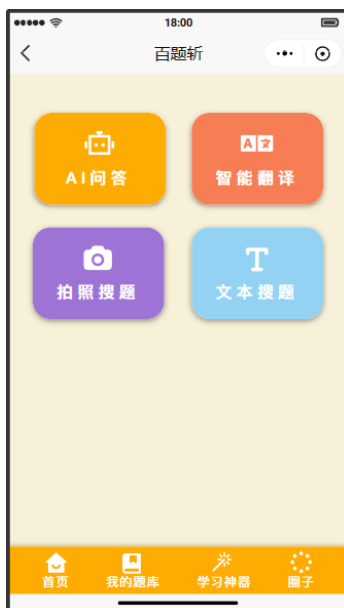 18:00
百题斩
AI问答
智能翻译
拍照搜题
文本搜题
首页
我的题库
学习神器
圈子